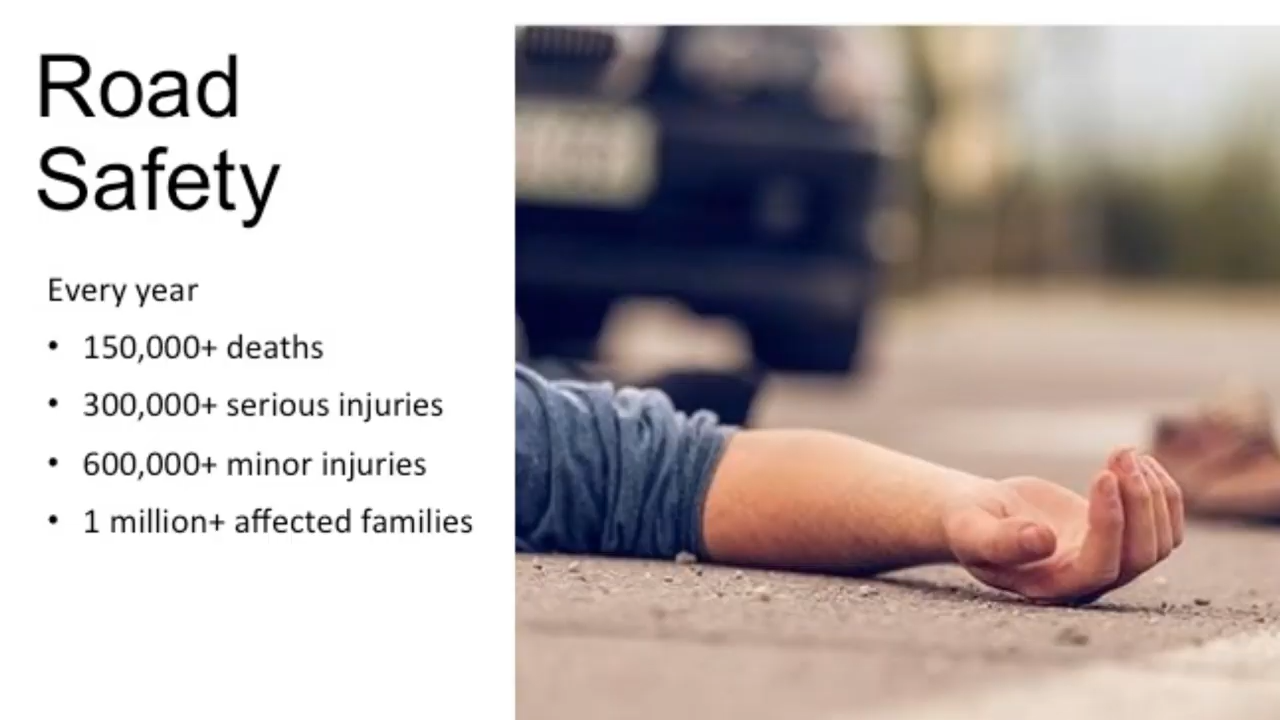 Road
Safety
Every year
• 150,000+ deaths
• 300,000+ serious injuries
• 600,000+ minor injuries
• 1 million+ affected families